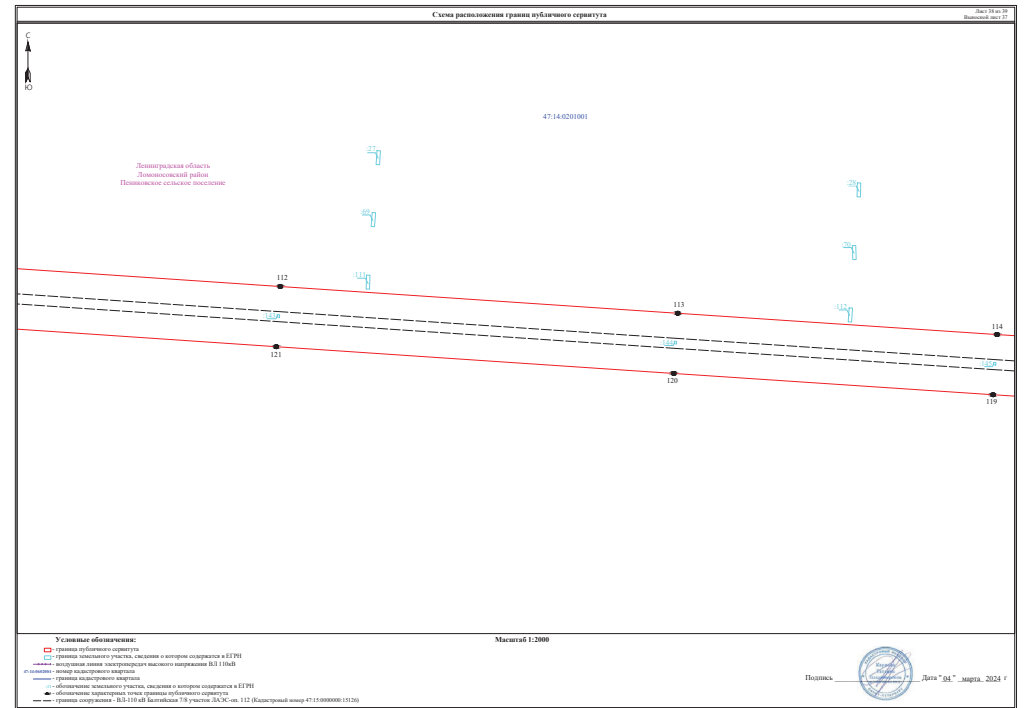 Схема расположения границ публичного сервитута
Лист 38 из 39
Выносной лист 37
С
Ю
47:14:0201001
Ленинградская область
Ломоносовский район
Пениковское сельское поселение
:27
:69
:111
:70
:112
112
113
114
121
120
119
Условные обозначения:
Масштаб 1:2000
- граница публичного сервитута
- граница земельного участка, сведения о котором содержатся в ЕГРН
- воздушная линия электропередач высокого напряжения ВЛ 110кВ
- номер кадастрового квартала
- граница кадастрового квартала
- обозначение земельного участка, сведения о котором содержатся в ЕГРН
- обозначение характерных точек границы публичного сервитута
- граница сооружения - ВЛ-110 кВ Балтийская 7/8 участок ЛАЭС-оп. 112 (Кадастровый номер 47:15:0000000:15126)
Подпись
Дата "04" марта 2024 г